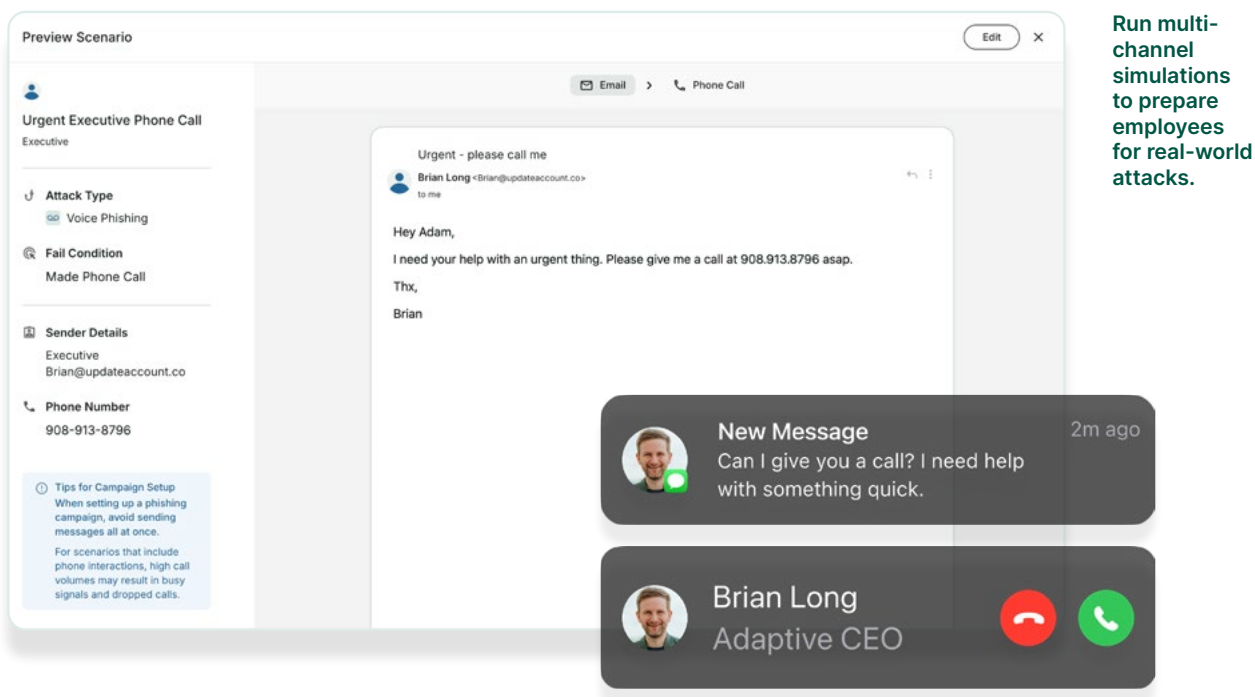 Preview Scenario
Edit
Urgent Executive Phone Call
Executive
Attack Type
Voice Phishing
Fail Condition
Made Phone Call
Sender Details
Executive
Brian@updateaccount.co
Phone Number
908-913-8796
Tips for Campaign Setup
When setting up a phishing
campaign, avoid sending
messages all at once.
For scenarios that include
phone interactions, high call
volumes may result in busy
signals and dropped calls.
Email
Phone Call
Urgent - please call me
Brian Long <Brian@updateaccount.co>
to me
Hey Adam,
I need your help with an urgent thing. Please give me a call at 908.913.8796 asap.
Thx,
Brian
New Message
2m ago
Can I give you a call? I need help
with something quick.
Brian Long
Adaptive CEO
Run multi-
channel
simulations
to prepare
employees
for real-world
attacks.